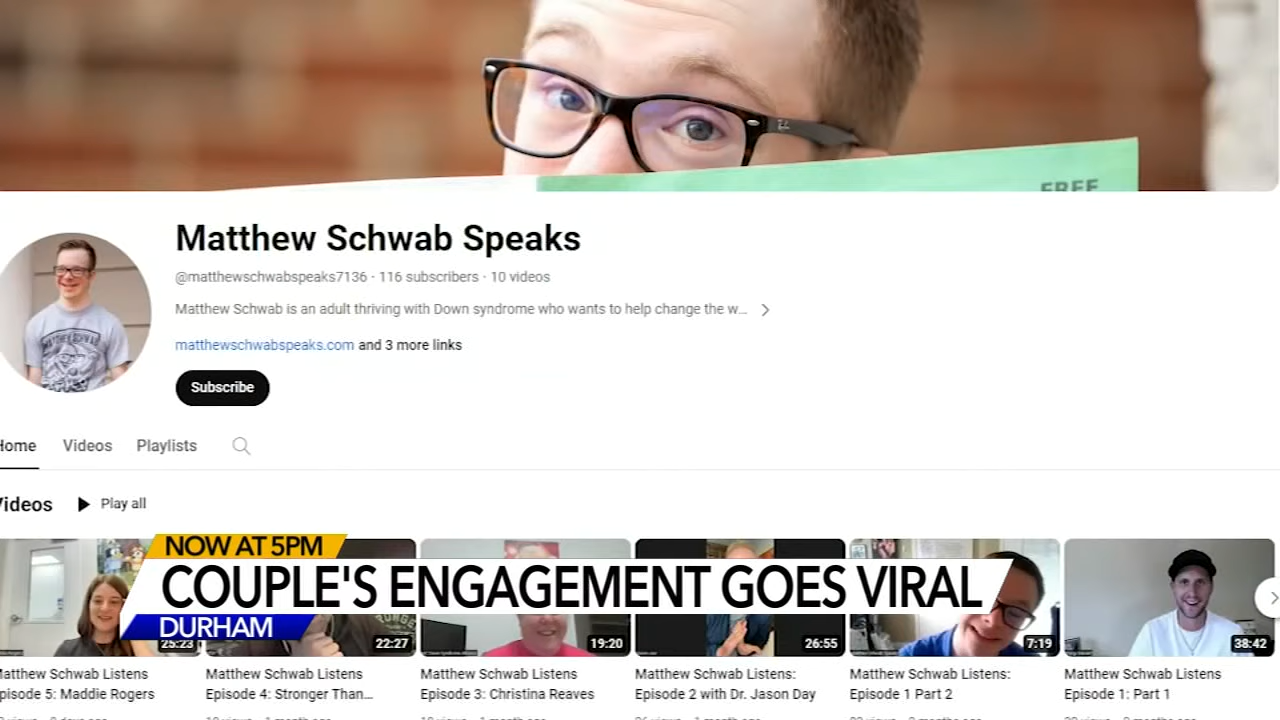 FREE
Matthew Schwab Speaks
@matthewschwabspeaks7136 · 116 subscribers · 10 videos
Matthew Schwab is an adult thriving with Down syndrome who wants to help change the w...
matthewschwabspeaks.com and 3 more links
Subscribe
Home Videos Playlists
Videos Play all
NOW AT 5PM
COUPLE'S ENGAGEMENT GOES VIRAL
DURHAM
25:23 22:27 19:20 26:55 7:19 38:42
Matthew Schwab Listens Matthew Schwab Listens Matthew Schwab Listens Matthew Schwab Listens: Matthew Schwab Listens: Matthew Schwab Listens
Episode 5: Maddie Rogers Episode 4: Stronger Than... Episode 3: Christina Reaves Episode 2 with Dr. Jason Day Episode 1 Part 2 Episode 1: Part 1